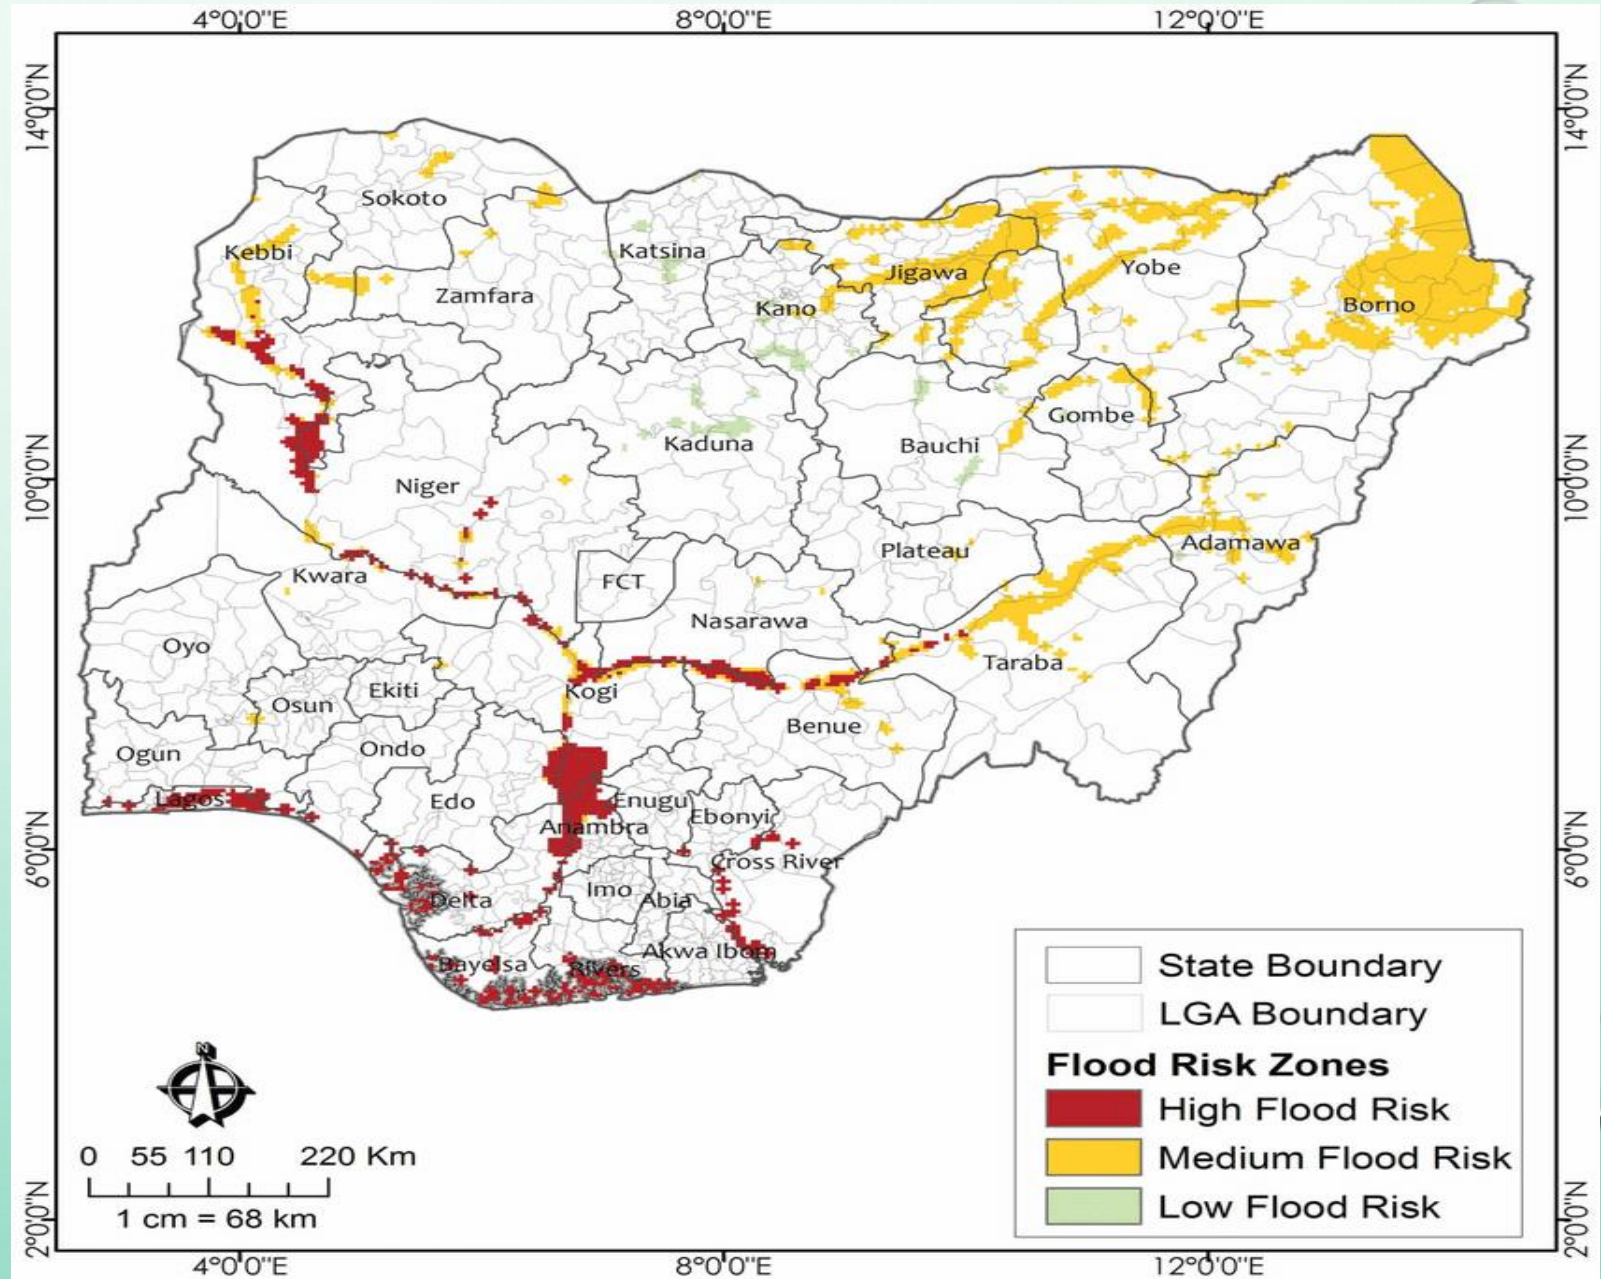 4°0'0"E 8°0'0"E 12°0'0"E
14°0'0"N 14°0'0"N
Sokoto
Kebbi Katsina
Jigawa Yobe
Zamfara
Kano Borno
Gombe
Kaduna Bauchi
Niger
10°0'0"N 10°0'0"N
Plateau Adamawa
Kwara FCT
Nasarawa
Oyo
Taraba
Ekiti Kogi
Osun
Benue
Ogun Ondo
Lagos Edo Enugu
Ebonyi
Anambra
6°0'0"N 6°0'0"N
Cross River
Imo
Delta Abia
Akwa Ibom
Bayelsa Rivers
State Boundary
LGA Boundary
Flood Risk Zones
High Flood Risk
Medium Flood Risk
Low Flood Risk
N
0 55 110 220 Km
1 cm = 68 km
2°0'0"N 2°0'0"N
4°0'0"E 8°0'0"E 12°0'0"E